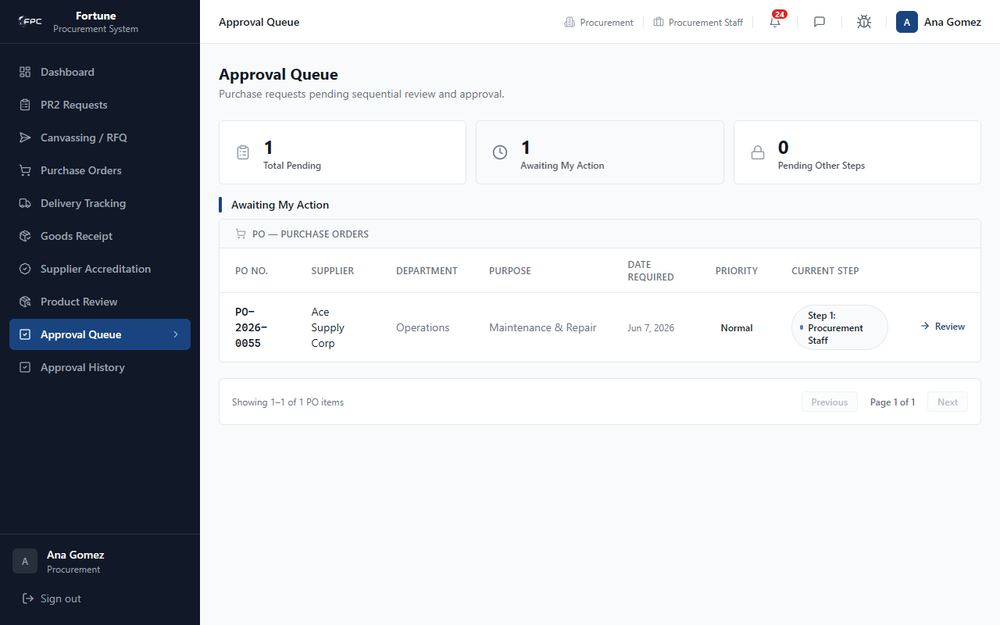 FPC
Fortune
Procurement System
Dashboard
PR2 Requests
Canvassing / RFQ
Purchase Orders
Delivery Tracking
Goods Receipt
Supplier Accreditation
Product Review
Approval Queue
Approval History
A
Ana Gomez
Procurement
Sign out
Approval Queue
Procurement
Procurement Staff
24
A
Ana Gomez
Approval Queue
Purchase requests pending sequential review and approval.
1
Total Pending
1
Awaiting My Action
0
Pending Other Steps
Awaiting My Action
PO — PURCHASE ORDERS
PO NO.
SUPPLIER
DEPARTMENT
PURPOSE
DATE
REQUIRED
PRIORITY
CURRENT STEP
PO-
2026-
0055
Ace
Supply
Corp
Operations
Maintenance & Repair
Jun 7, 2026
Normal
Step 1:
Procurement
Staff
Review
Showing 1–1 of 1 PO items
Previous
Page 1 of 1
Next